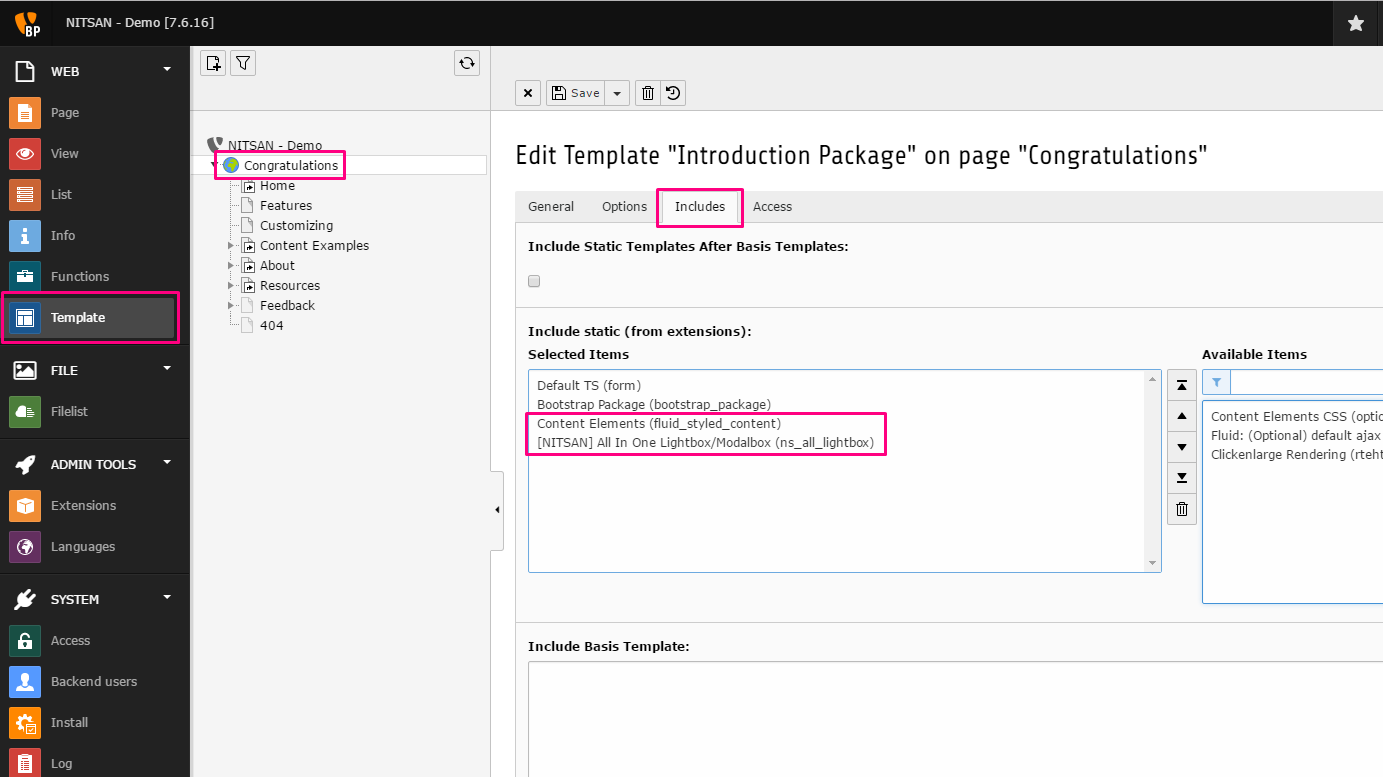 BP
NITSAN - Demo [7.6.16]
WEB
Page
View
List
Info
Functions
Template
FILE
Filelist
ADMIN TOOLS
Extensions
Languages
SYSTEM
Access
Backend users
Install
Log
NITSAN - Demo
Congratulations
Home
Features
Customizing
Content Examples
About
Resources
Feedback
404
Save
Edit Template "Introduction Package" on page "Congratulations"
General Options Includes Access
Include Static Templates After Basis Templates:
Include static (from extensions):
Selected Items
Default TS (form)
Bootstrap Package (bootstrap_package)
Content Elements (fluid_styled_content)
[NITSAN] All In One Lightbox/Modalbox (ns_all_lightbox)
Available Items
Content Elements CSS (optio
Fluid: (Optional) default ajax
Clickenlarge Rendering (rteht
Include Basis Template: